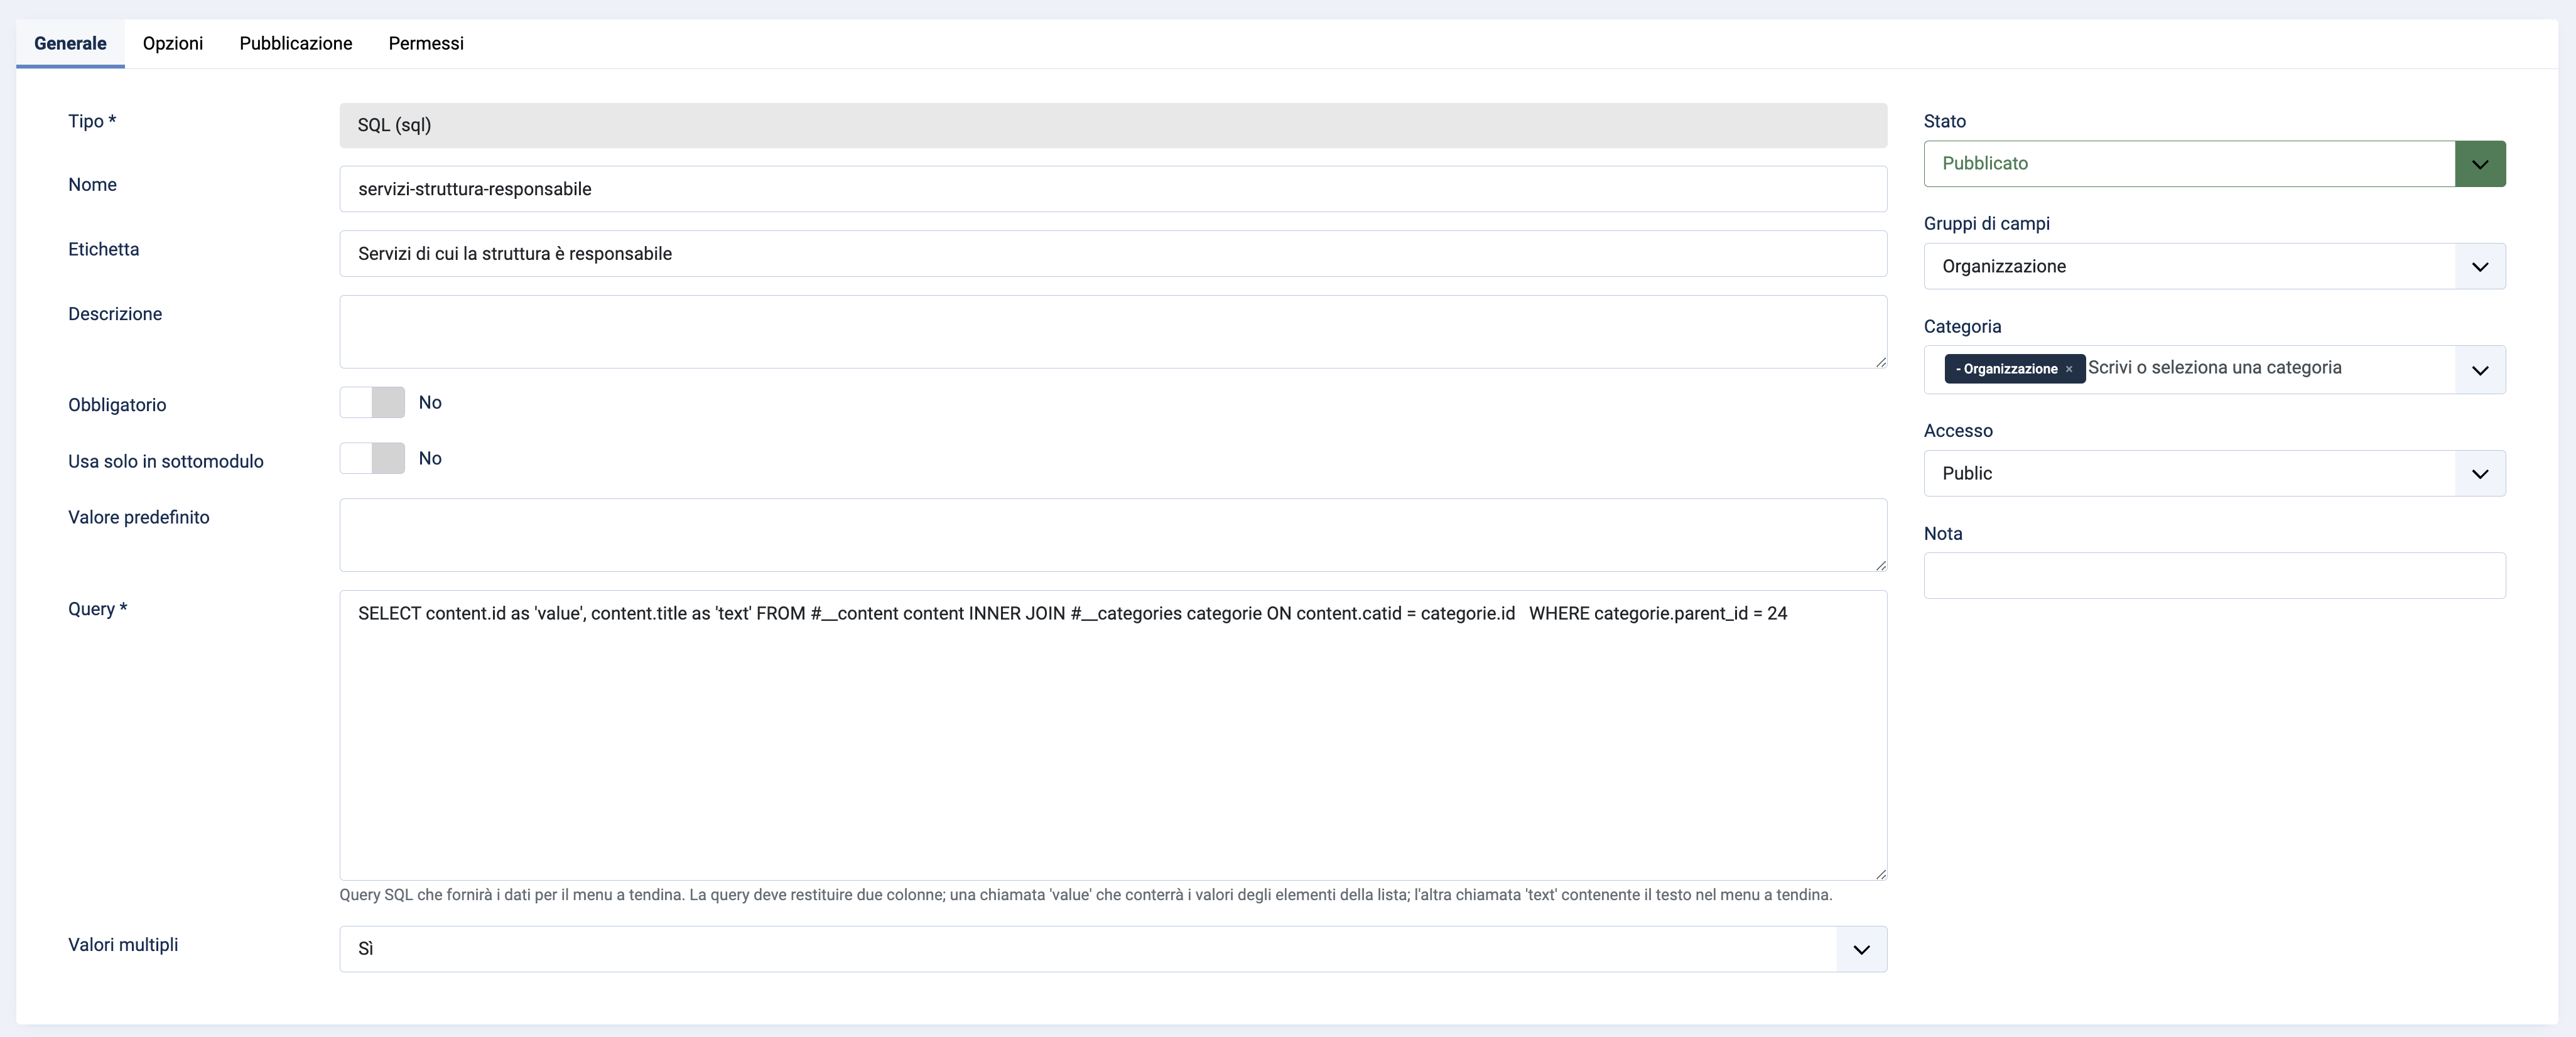 Generale Opzioni Pubblicazione Permessi
Tipo *
SQL (sql)
Nome
servizi-struttura-responsabile
Etichetta
Servizi di cui la struttura è responsabile
Descrizione
Obbligatorio
No
Usa solo in sottomodulo
No
Valore predefinito
Query *
SELECT content.id as 'value', content.title as 'text' FROM #__content content INNER JOIN #__categories categorie ON content.catid = categorie.id   WHERE categorie.parent_id = 24
Query SQL che fornirà i dati per il menu a tendina. La query deve restituire due colonne; una chiamata 'value' che conterrà i valori degli elementi della lista; l'altra chiamata 'text' contenente il testo nel menu a tendina.
Valori multipli
Sì
Stato
Pubblicato
Gruppi di campi
Organizzazione
Categoria
- Organizzazione × Scrivi o seleziona una categoria
Accesso
Public
Nota